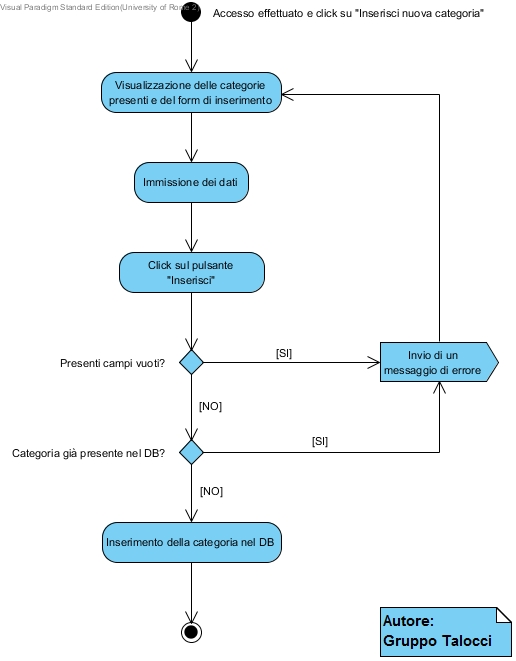 Visual Paradigm Standard Edition(University of Rome 2)
Accesso effettuato e click su "Inserisci nuova categoria"
Visualizzazione delle categorie
presenti e del form di inserimento
Immissione dei dati
Click sul pulsante
"Inserisci"
Presenti campi vuoti?
[SI]
Invio di un
messaggio di errore
[NO]
Categoria già presente nel DB?
[SI]
[NO]
Inserimento della categoria nel DB
Autore:
Gruppo Talocci